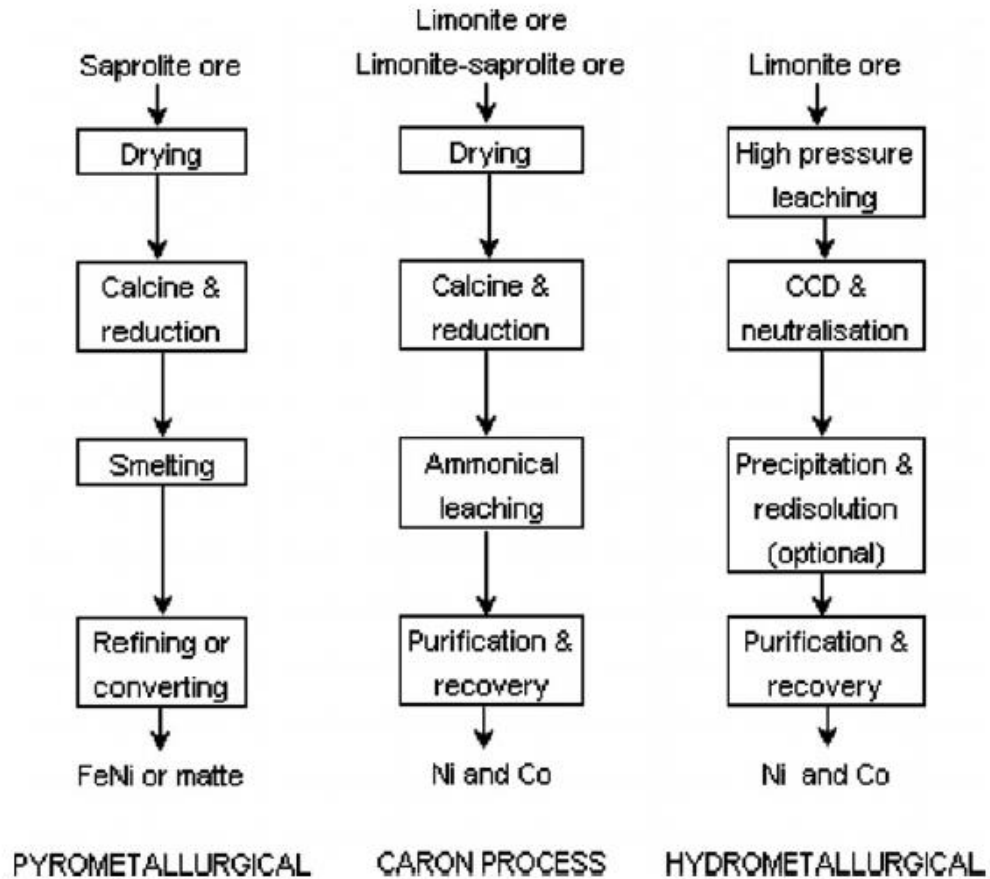 Saprolite ore
Drying
Calcine &
reduction
Smelting
Refining or
converting
FeNi or matte
PYROMETALLURGICAL
Limonite ore
Limonite-saprolite ore
Drying
Calcine &
reduction
Ammonical
leaching
Purification &
recovery
Ni and Co
CARON PROCESS
Limonite ore
High pressure
leaching
CCD &
neutralisation
Precipitation &
redisolution
(optional)
Purification &
recovery
Ni and Co
HYDROMETALLURGICAL